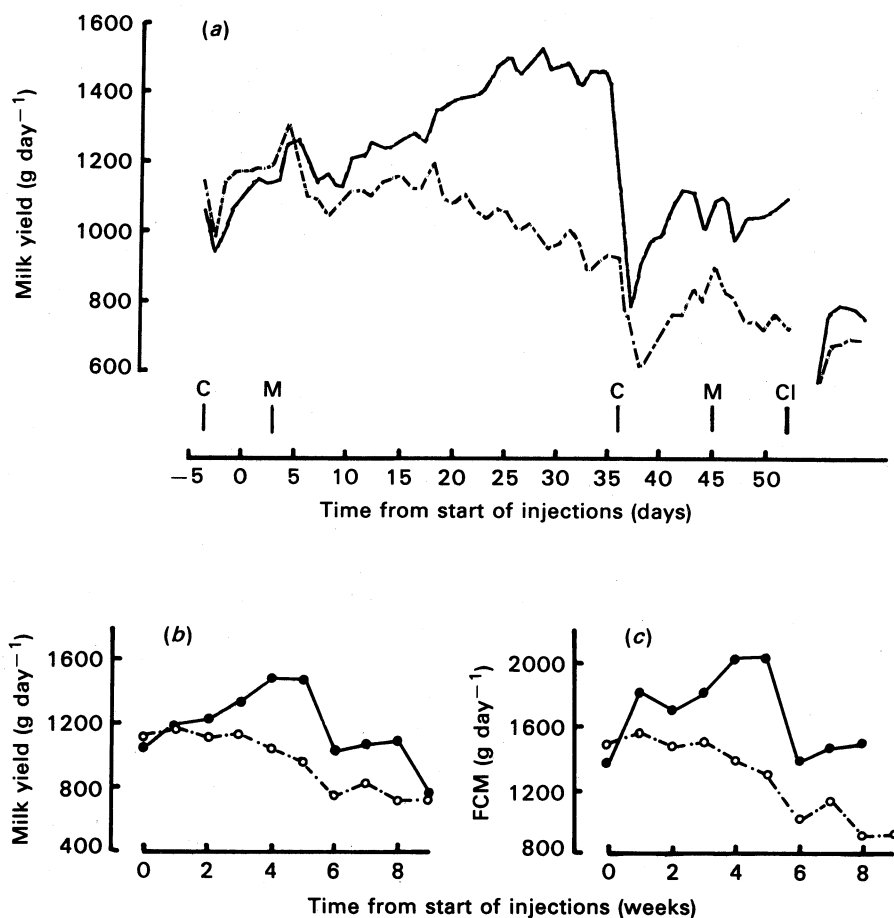 (a)
1600
1400
1200
1000
800
600
Milk yield (g day⁻¹)
C M C M Cl
−5 0 5 10 15 20 25 30 35 40 45 50
Time from start of injections (days)
(b)
1600
1200
800
400
Milk yield (g day⁻¹)
0 2 4 6 8
(c)
2000
1600
1200
800
FCM (g day⁻¹)
0 2 4 6 8
Time from start of injections (weeks)